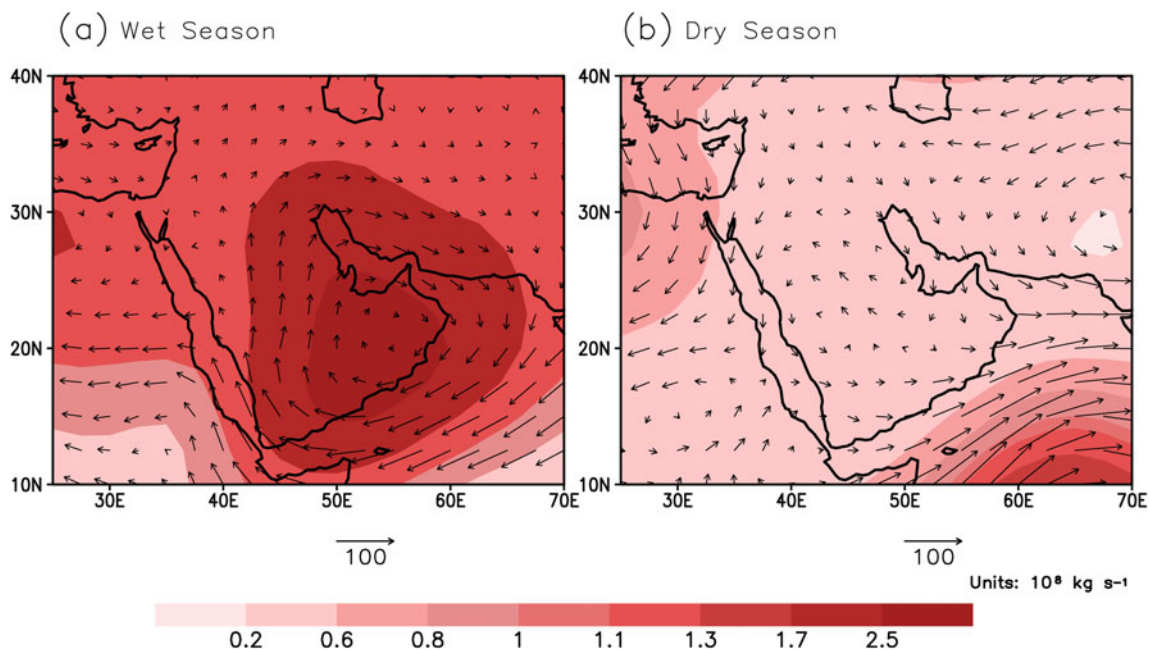 (a) Wet Season
(b) Dry Season
40N
30N
20N
10N
30E 40E 50E 60E 70E
40N
30N
20N
10N
30E 40E 50E 60E 70E
100
100
Units: 10⁸ kg s⁻¹
0.2 0.6 0.8 1 1.1 1.3 1.7 2.5